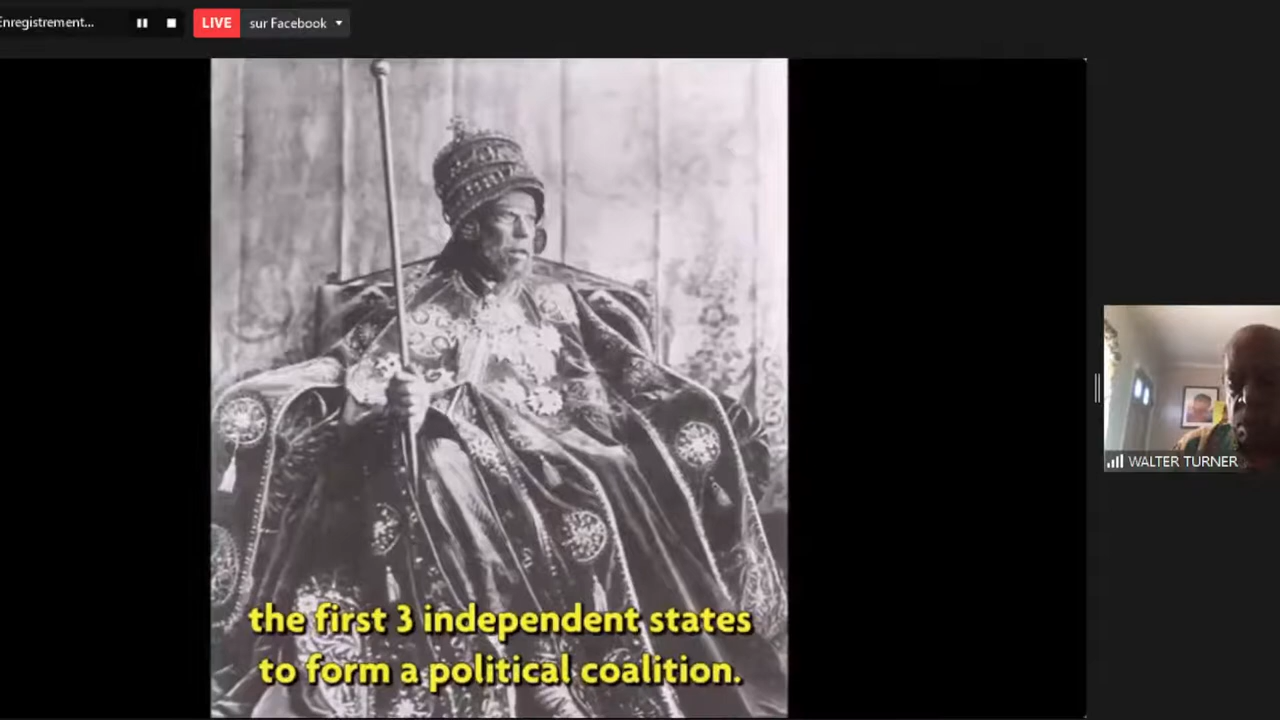 Enregistrement...
LIVE sur Facebook
the first 3 independent states
to form a political coalition.
WALTER TURNER